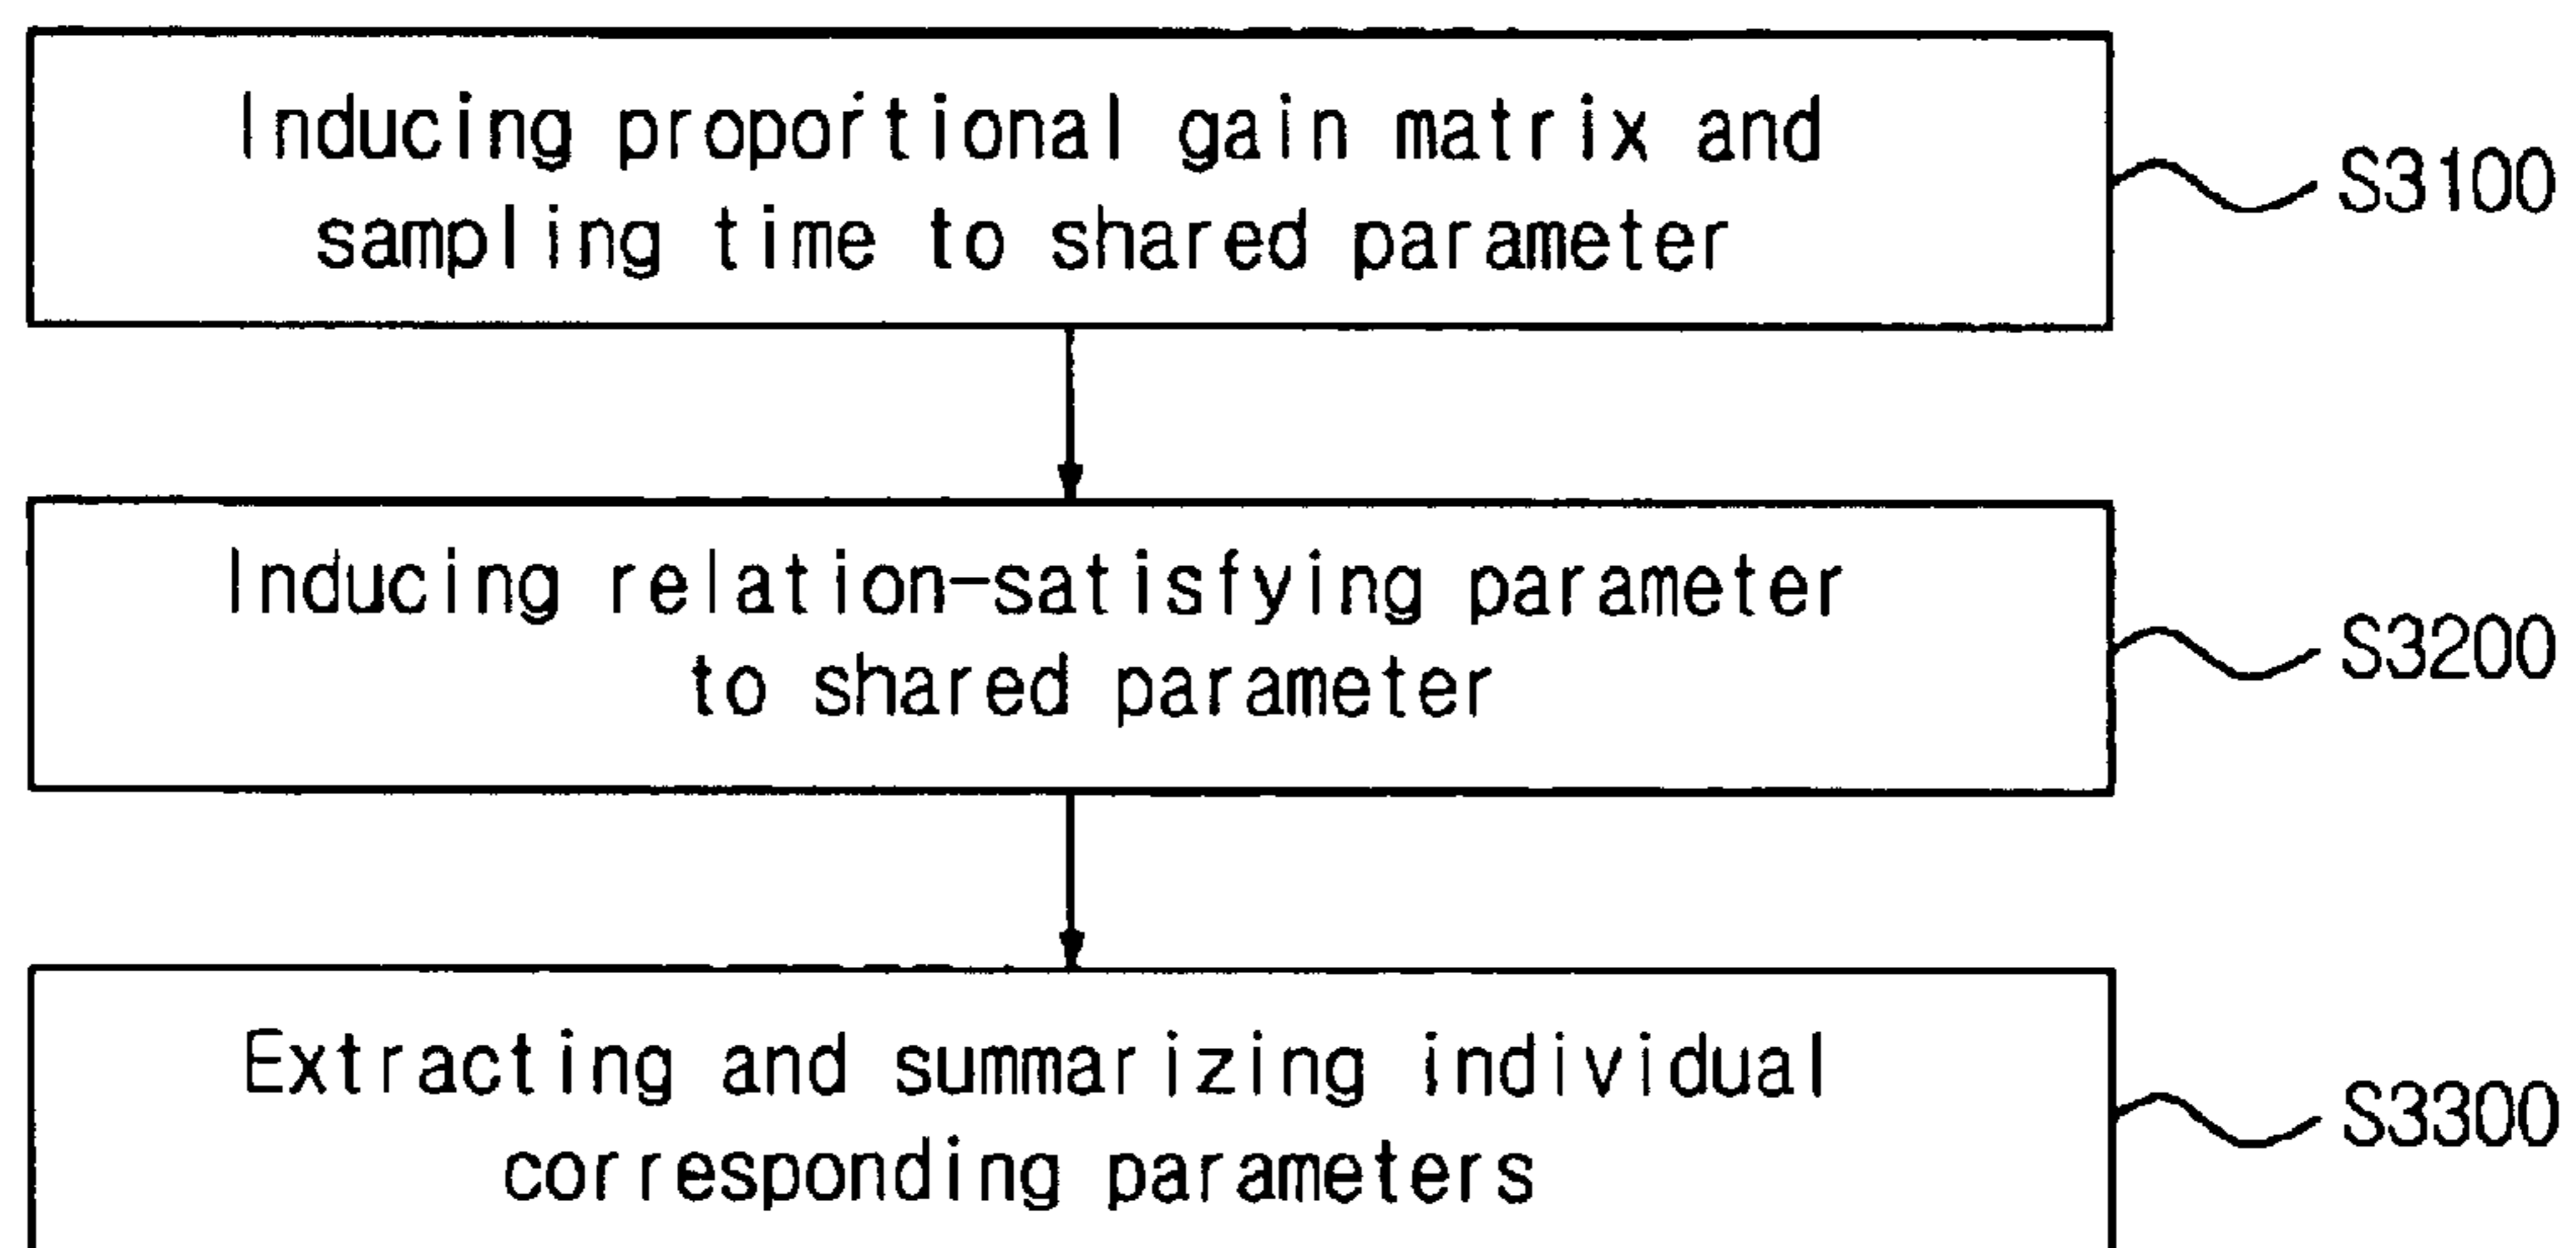 Inducing proportional gain matrix and
sampling time to shared parameter
S3100
Inducing relation-satisfying parameter
to shared parameter
S3200
Extracting and summarizing individual
corresponding parameters
S3300